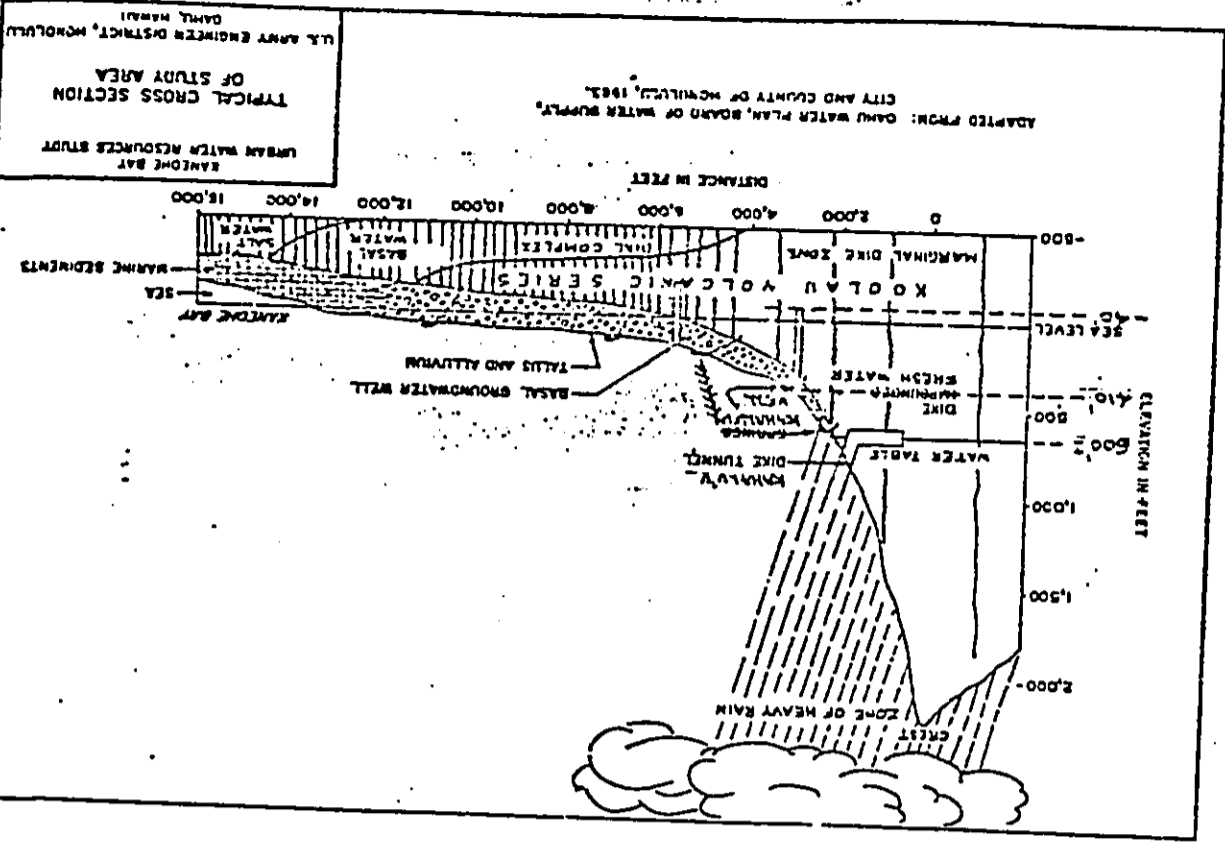 CREST
ZONE OF HEAVY RAIN
2,000
1,500
1,000
500
ELEVATION IN FEET
KAHALU'U
DIKE TUNNEL
WATER TABLE
600'
DIKE
FRESH WATER
KAHALUU
WELL
BASAL GROUNDWATER WELL
TALUS AND ALLUVIUM
SEA LEVEL
KANEOHE BAY
SEA
MARINE SEDIMENTS
KOOLAU VOLCANIC SERIES
MARGINAL DIKE ZONE
DIKE COMPLEX
BASAL
WATER
SALT
WATER
-500
0
2,000
4,000
6,000
8,000
10,000
12,000
14,000
15,000
DISTANCE IN FEET
ADAPTED FROM: OAHU WATER PLAN, BOARD OF WATER SUPPLY,
CITY AND COUNTY OF HONOLULU, 1963.
KANEOHE BAY
URBAN WATER RESOURCES STUDY
TYPICAL CROSS SECTION
OF STUDY AREA
U.S. ARMY ENGINEER DISTRICT, HONOLULU
OAHU, HAWAII